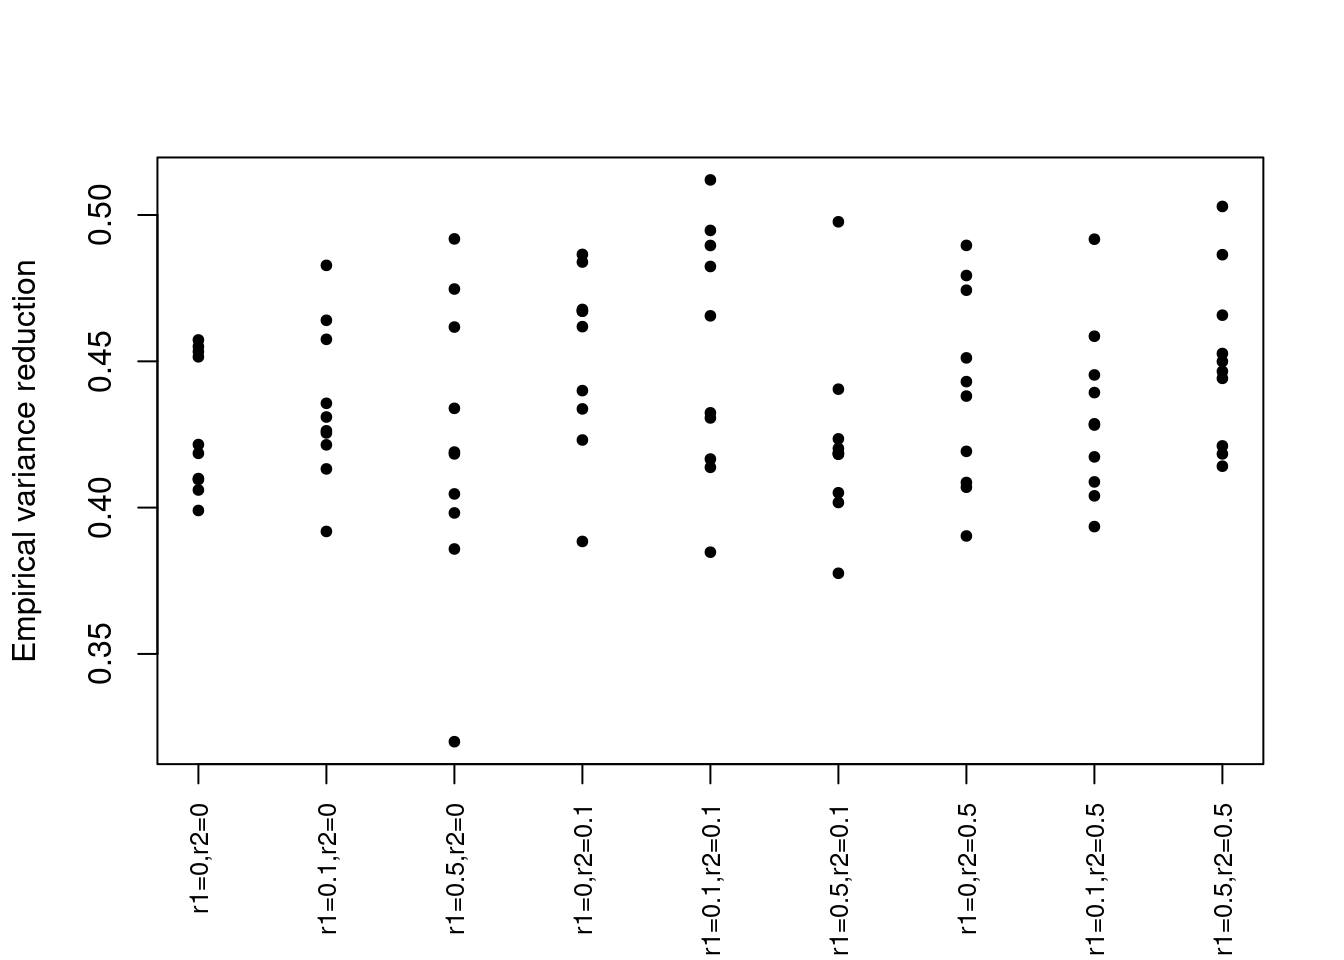 Empirical variance reduction
0.50
0.45
0.40
0.35
r1=0,r2=0
r1=0.1,r2=0
r1=0.5,r2=0
r1=0,r2=0.1
r1=0.1,r2=0.1
r1=0.5,r2=0.1
r1=0,r2=0.5
r1=0.1,r2=0.5
r1=0.5,r2=0.5